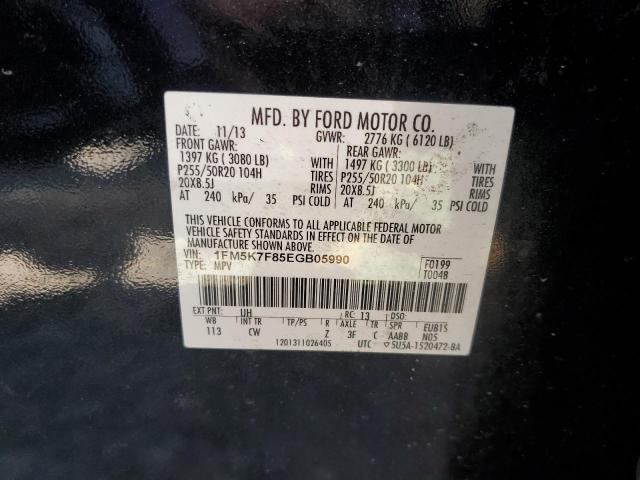 MFD. BY FORD MOTOR CO.
DATE: 11/13 GVWR: 2776 KG ( 6120 LB)
FRONT GAWR: REAR GAWR:
1397 KG ( 3080 LB) WITH 1497 KG ( 3300 LB) WITH
P255/50R20 104H TIRES P255/50R20 104H TIRES
20X8.5J RIMS 20X8.5J RIMS
AT 240 kPa/ 35 PSI COLD AT 240 kPa/ 35 PSI COLD
THIS VEHICLE CONFORMS TO ALL APPLICABLE FEDERAL MOTOR
VEHICLE SAFETY STANDARDS IN EFFECT ON THE DATE OF
MANUFACTURE SHOWN ABOVE.
VIN: 1FM5K7F85EGB05990 F0199
TYPE: MPV T0048
EXT PNT: UH RC: 13 DSO:
WB INT TR TP/PS R AXLE TR SPR EUB15
113 CW Z 3F C AABB N05
1201311026405 UTC 5U5A-1520472-BA